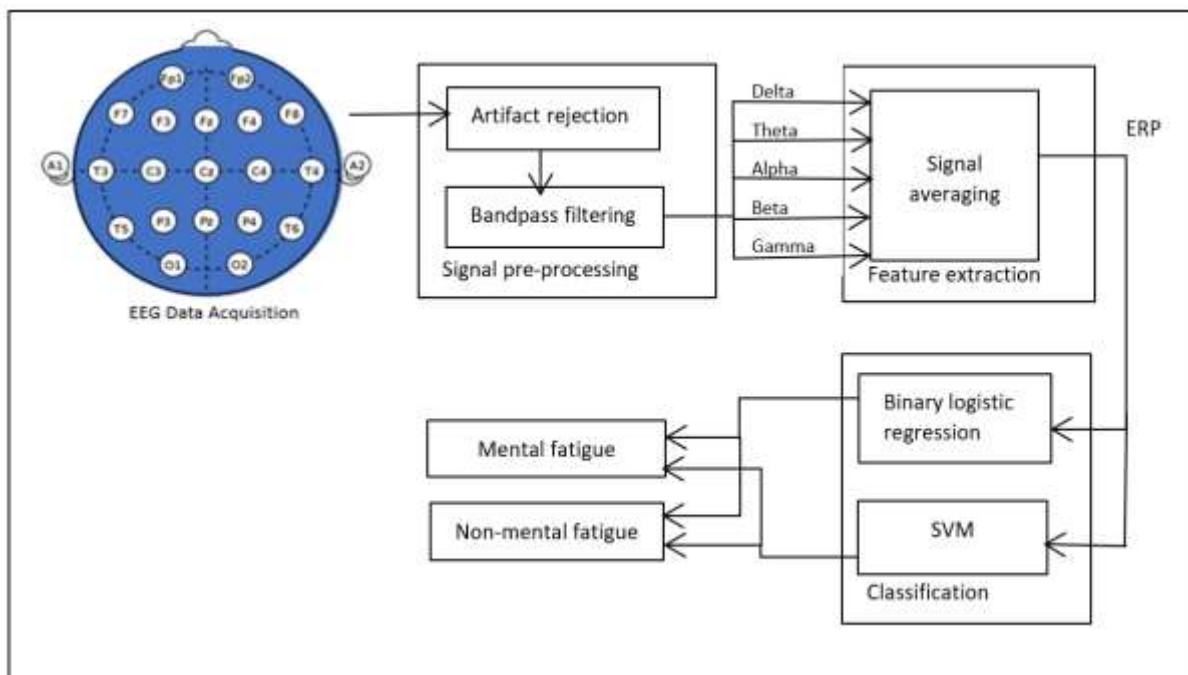 Fp1 Fp2
F7 F3 Fz F4 F8
A1 T3 C3 Cz C4 T4 A2
T5 P3 Pz P4 T6
O1 O2
EEG Data Acquisition
Artifact rejection
Bandpass filtering
Signal pre-processing
Delta
Theta
Alpha
Beta
Gamma
Signal
averaging
Feature extraction
ERP
Binary logistic
regression
SVM
Classification
Mental fatigue
Non-mental fatigue